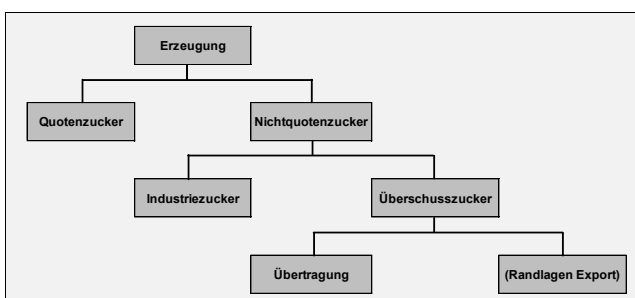 Erzeugung
Quotenzucker
Nichtquotenzucker
Industriezucker
Überschusszucker
Übertragung
(Randlagen Export)